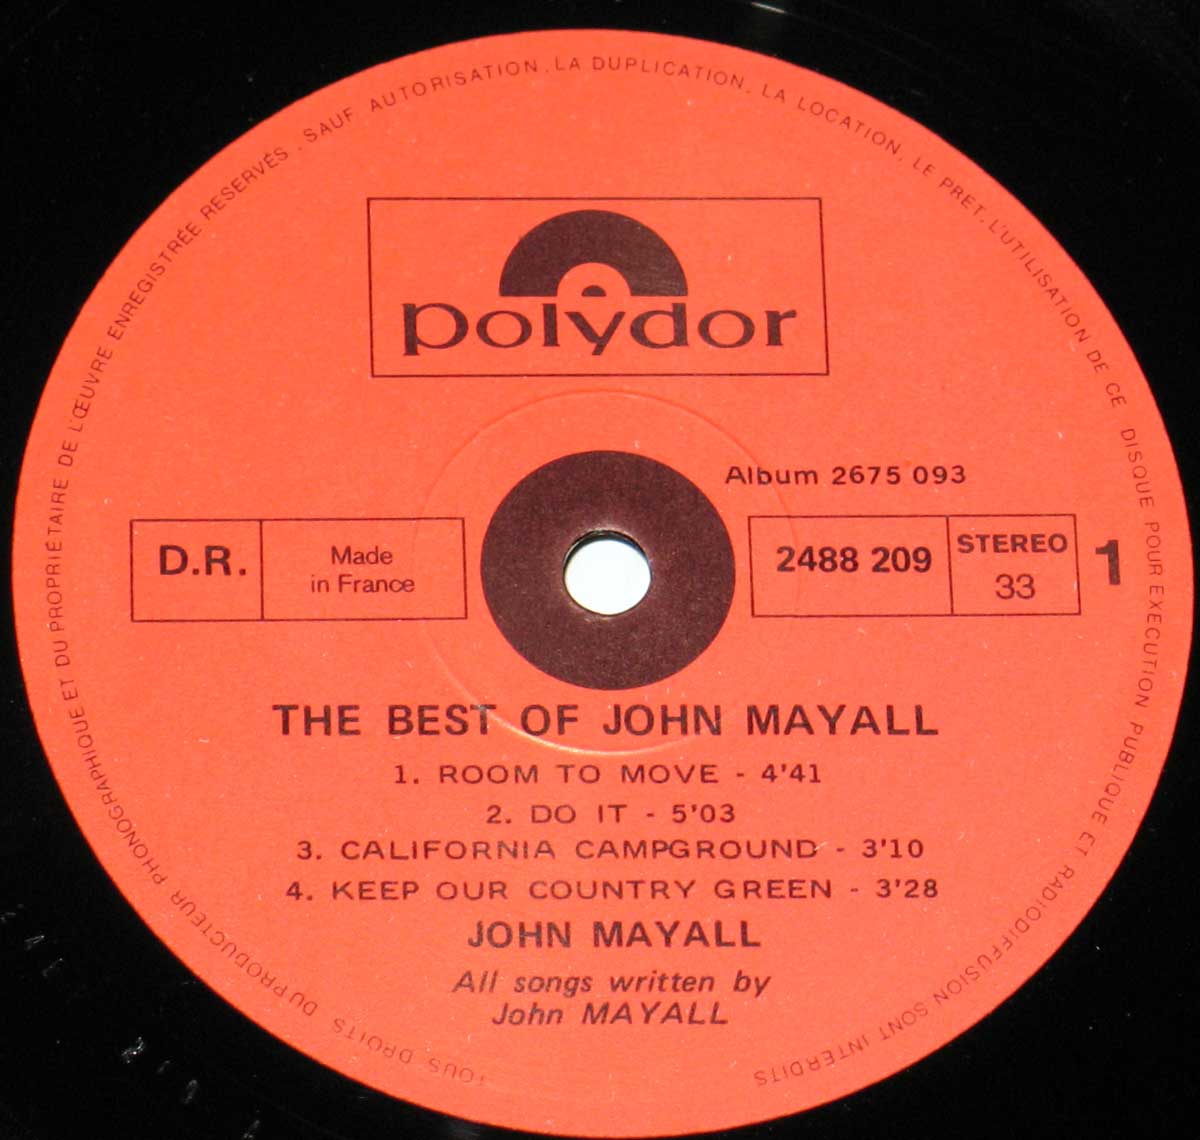 TOUS DROITS DU PRODUCTEUR PHONOGRAPHIQUE ET DU PROPRIÉTAIRE DE L'ŒUVRE ENREGISTRÉE RESERVÉS . SAUF AUTORISATION . LA DUPLICATION, LA LOCATION, LE PRET, L'UTILISATION DE CE DISQUE POUR EXECUTION PUBLIQUE ET RADIODIFFUSION SONT INTERDITS
polydor
Album 2675 093
D.R. Made in France
2488 209 STEREO 33 1
THE BEST OF JOHN MAYALL
1. ROOM TO MOVE - 4'41
2. DO IT - 5'03
3. CALIFORNIA CAMPGROUND - 3'10
4. KEEP OUR COUNTRY GREEN - 3'28
JOHN MAYALL
All songs written by
John MAYALL